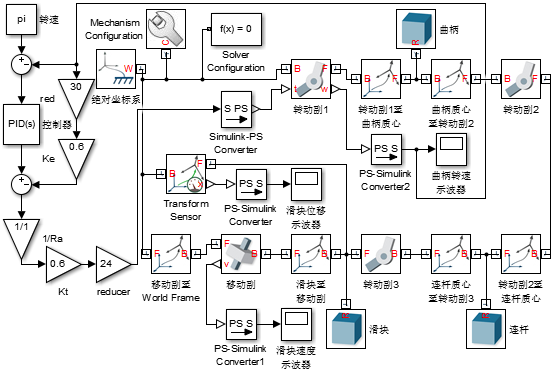 pi
转速
Mechanism
Configuration
C
f(x) = 0
Solver
Configuration
W
绝对坐标系
30
red
PID(s)
控制器
0.6
Ke
1/1
1/Ra
0.6
Kt
24
reducer
S PS
Simulink-PS
Converter
B
F
t
w
转动副1
B
F
转动副1至
曲柄质心
R
曲柄
B
F
曲柄质心
至转动副2
B
F
转动副2
PS S
PS-Simulink
Converter2
曲柄转速
示波器
B
F
X
Transform
Sensor
PS S
PS-Simulink
Converter
滑块位移
示波器
F
B
移动副至
World Frame
F
B
v
移动副
F
B
滑块至
移动副
F
B
转动副3
F
B
连杆质心
至转动副3
F
B
转动副2至
连杆质心
R
滑块
R
连杆
PS S
PS-Simulink
Converter1
滑块速度
示波器